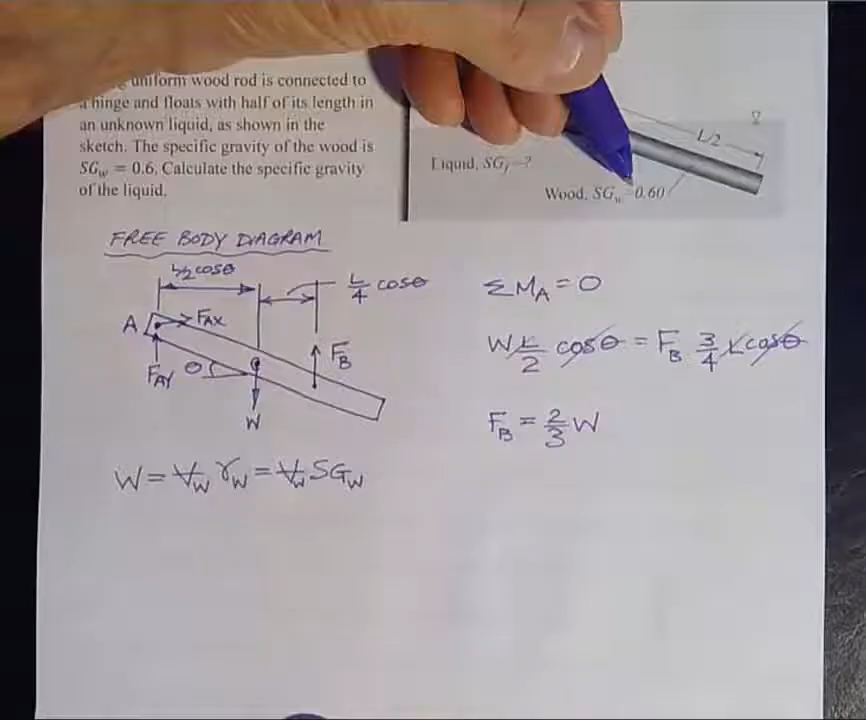 uniform wood rod is connected to
a hinge and floats with half of its length in
an unknown liquid, as shown in the
sketch. The specific gravity of the wood is
SGw = 0.6. Calculate the specific gravity
of the liquid.
L/2
Liquid, SGf = ?
Wood, SGw = 0.60
FREE BODY DIAGRAM
L/2 cosθ
L/4 cosθ
A
FAX
FAY
θ
W
FB
ΣMA = 0
W L/2 cosθ = FB 3/4 L cosθ
FB = 2/3 W
W = V̶w γw = V̶w SGw